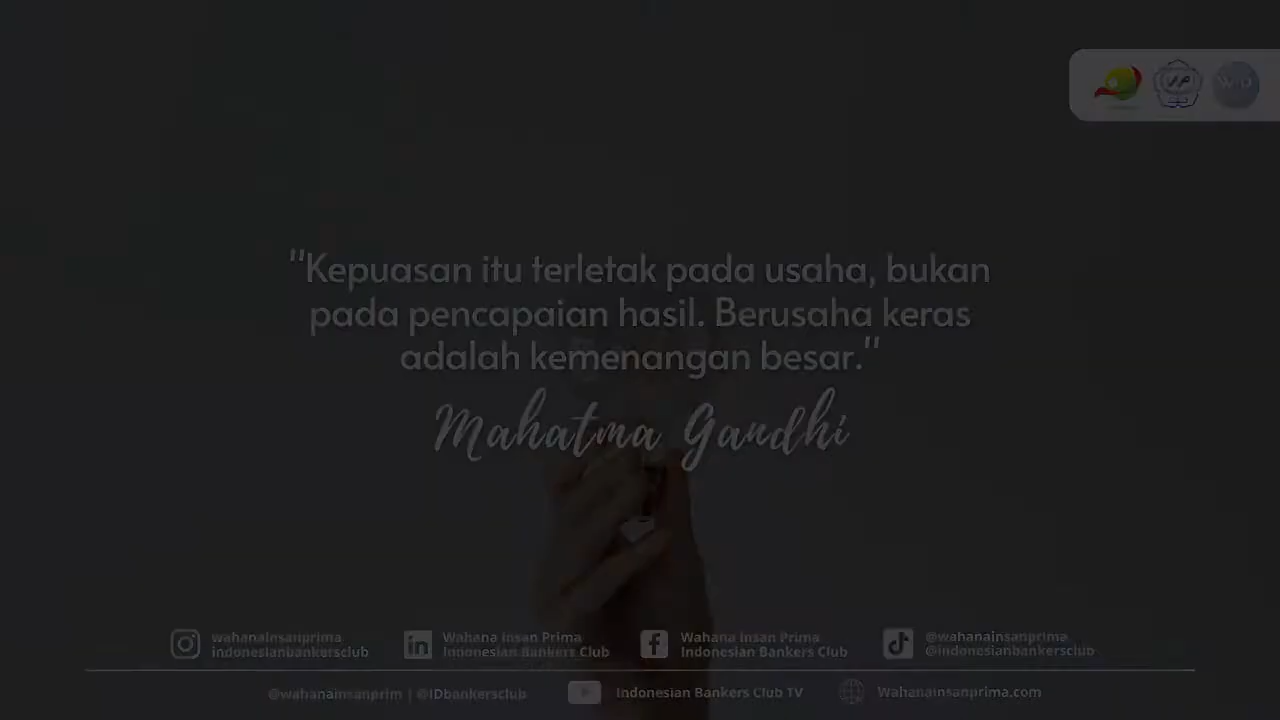 "Kepuasan itu terletak pada usaha, bukan
pada pencapaian hasil. Berusaha keras
adalah kemenangan besar."
Mahatma Gandhi
wahanainsanprima
indonesianbankersclub
Wahana Insan Prima
Indonesian Bankers Club
Wahana Insan Prima
Indonesian Bankers Club
@wahanainsanprima
@indonesianbankersclub
@wahanainsanprim | @IDbankersclub
Indonesian Bankers Club TV
Wahanainsanprima.com